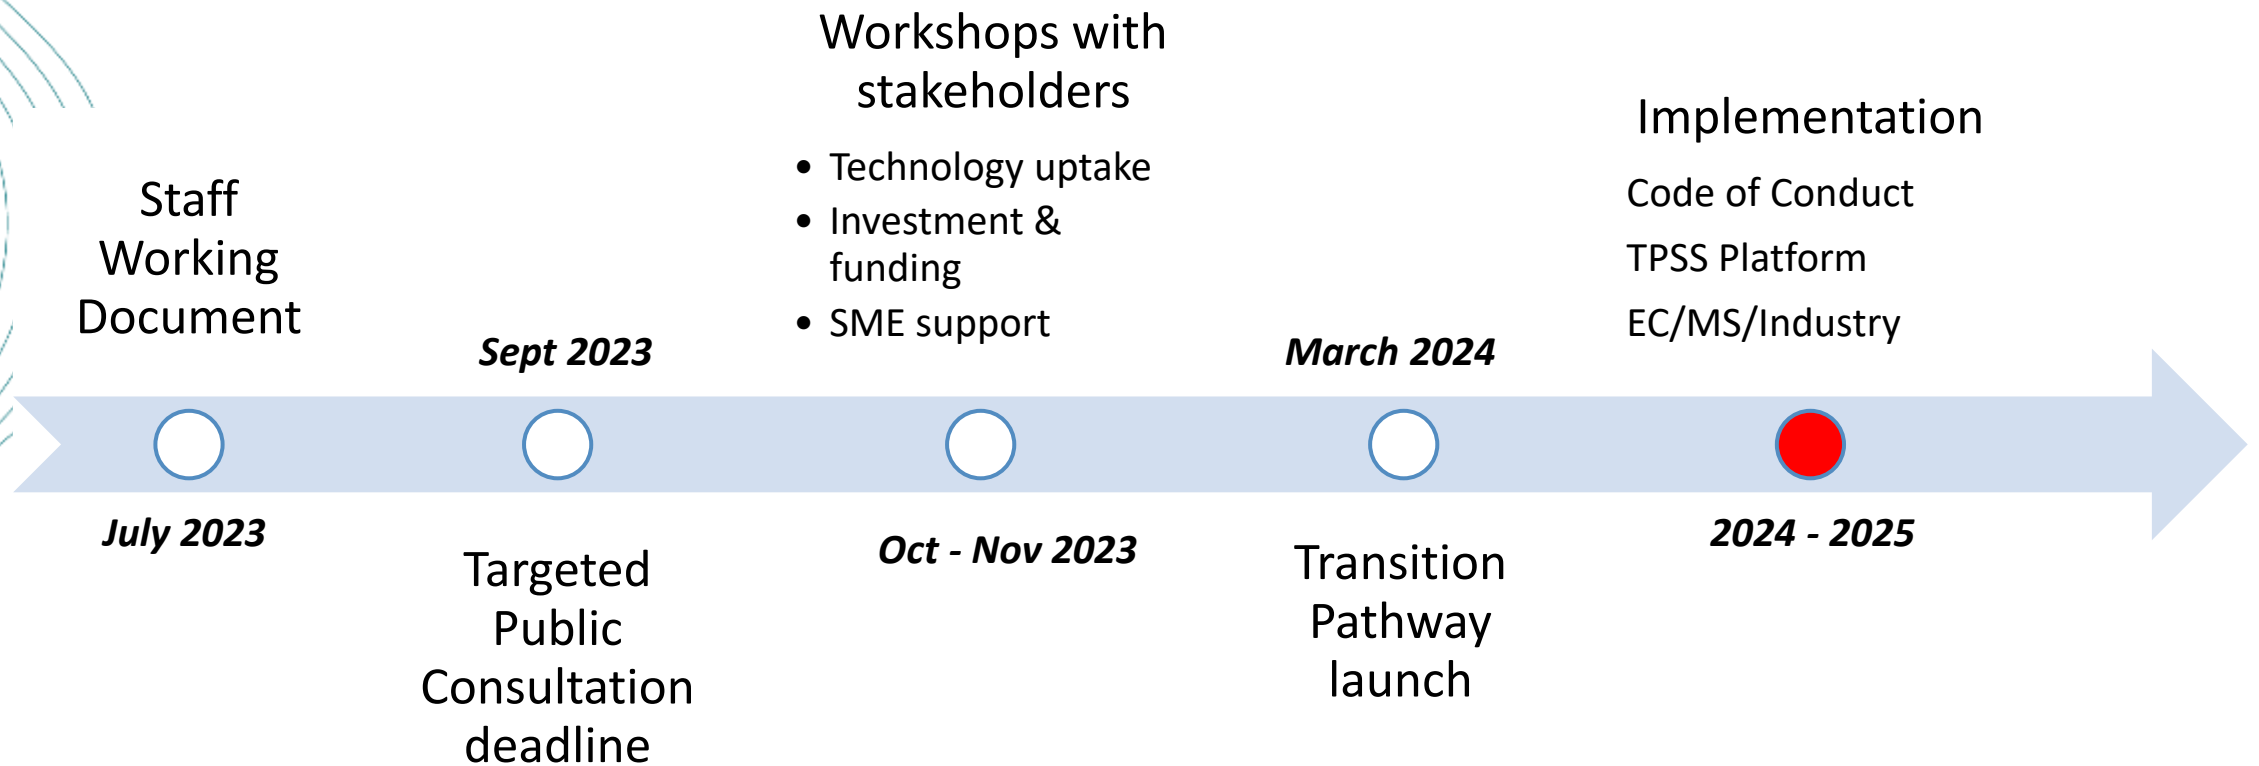 Staff
Working
Document
July 2023
Sept 2023
Targeted
Public
Consultation
deadline
Workshops with
stakeholders
• Technology uptake
• Investment &
funding
• SME support
Oct - Nov 2023
March 2024
Transition
Pathway
launch
Implementation
Code of Conduct
TPSS Platform
EC/MS/Industry
2024 - 2025